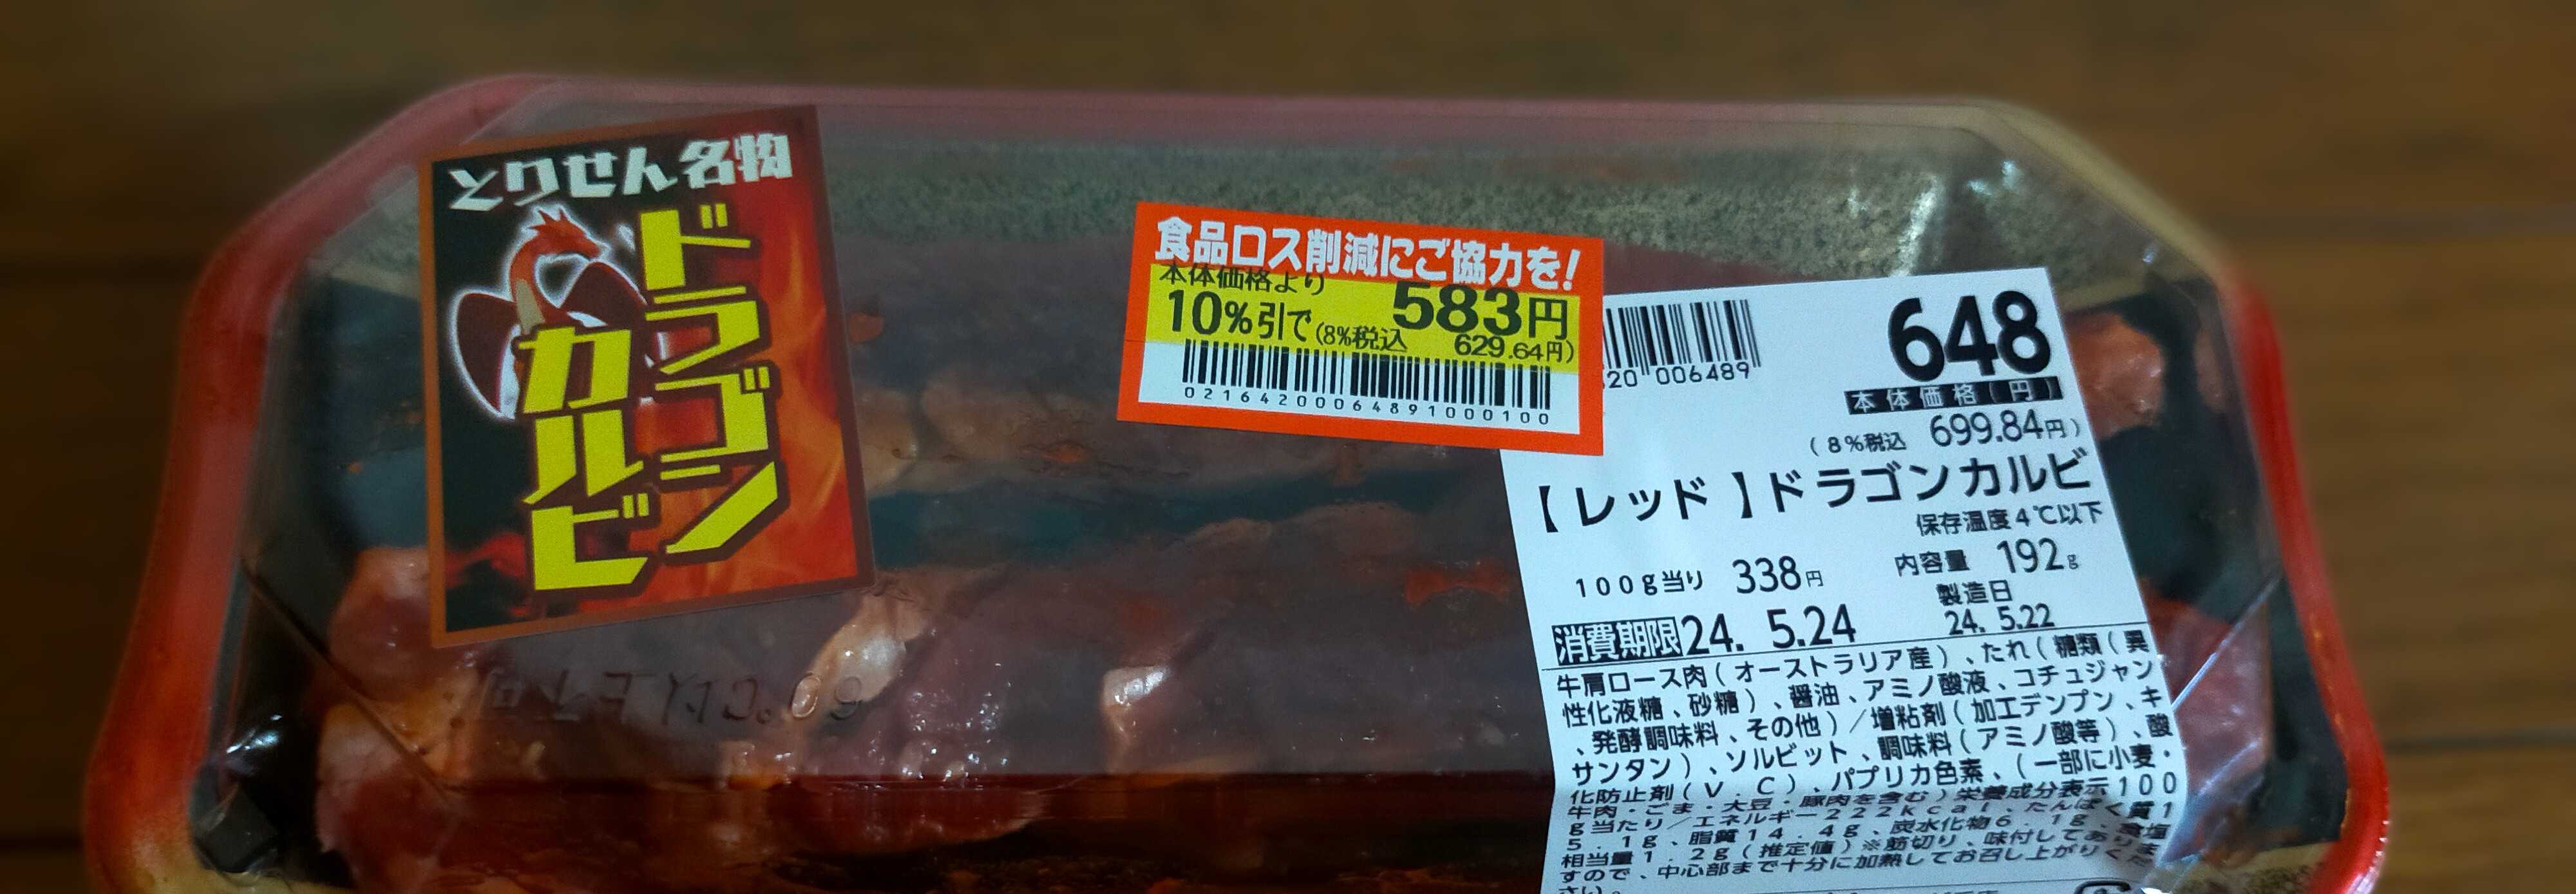 とりせん名物
ドラゴン
カルビ
食品ロス削減にご協力を!
本体価格より
10%引で
583円
(8%税込 629.64円)
02164200064891000100
20 006489
648
本体価格(円)
(8%税込 699.84円)
【レッド】ドラゴンカルビ
保存温度4℃以下
100g当り 338円 内容量 192g
製造日
消費期限 24. 5.24 24. 5.22
牛肩ロース肉(オーストラリア産)、たれ(糖類(異
性化液糖、砂糖)、醤油、アミノ酸液、コチュジャン
、発酵調味料、その他)/増粘剤(加工デンプン、キ
サンタン)、ソルビット、調味料(アミノ酸等)、酸
化防止剤(V.C)、パプリカ色素、(一部に小麦・
牛肉・ごま・大豆・豚肉を含む)栄養成分表示100
g当たり/エネルギー222kcal、たんぱく質1
5.1g、脂質14.4g、炭水化物6.1g、食塩
相当量1.2g(推定値)※筋切り、味付してありま
すので、中心部まで十分に加熱してお召し上がりくだ
さい。